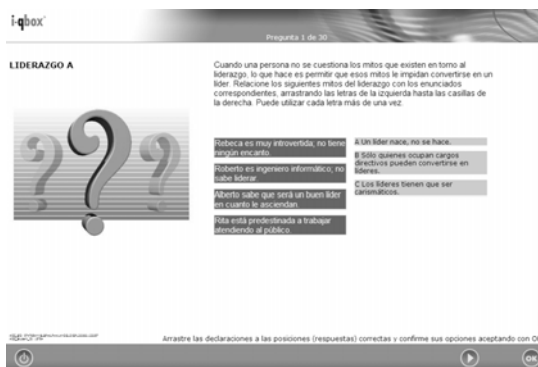 i-qbox
Pregunta 1 de 30
LIDERAZGO A
Cuando una persona no se cuestiona los mitos que existen en torno al
liderazgo, lo que hace es permitir que esos mitos le impidan convertirse en un
líder. Relacione los siguientes mitos del liderazgo con los enunciados
correspondientes, arrastrando las letras de la izquierda hasta las casillas de
la derecha. Puede utilizar cada letra más de una vez.
Rebeca es muy introvertida; no tiene
ningún encanto.
Roberto es ingeniero informático; no
sabe liderar.
Alberto sabe que será un buen líder
en cuanto le asciendan.
Rita está predestinada a trabajar
atendiendo al público.
A Un líder nace, no se hace.
B Sólo quienes ocupan cargos
directivos pueden convertirse en
líderes.
C Los líderes tienen que ser
carismáticos.
Arrastre las declaraciones a las posiciones (respuestas) correctas y confirme sus opciones aceptando con O
OK